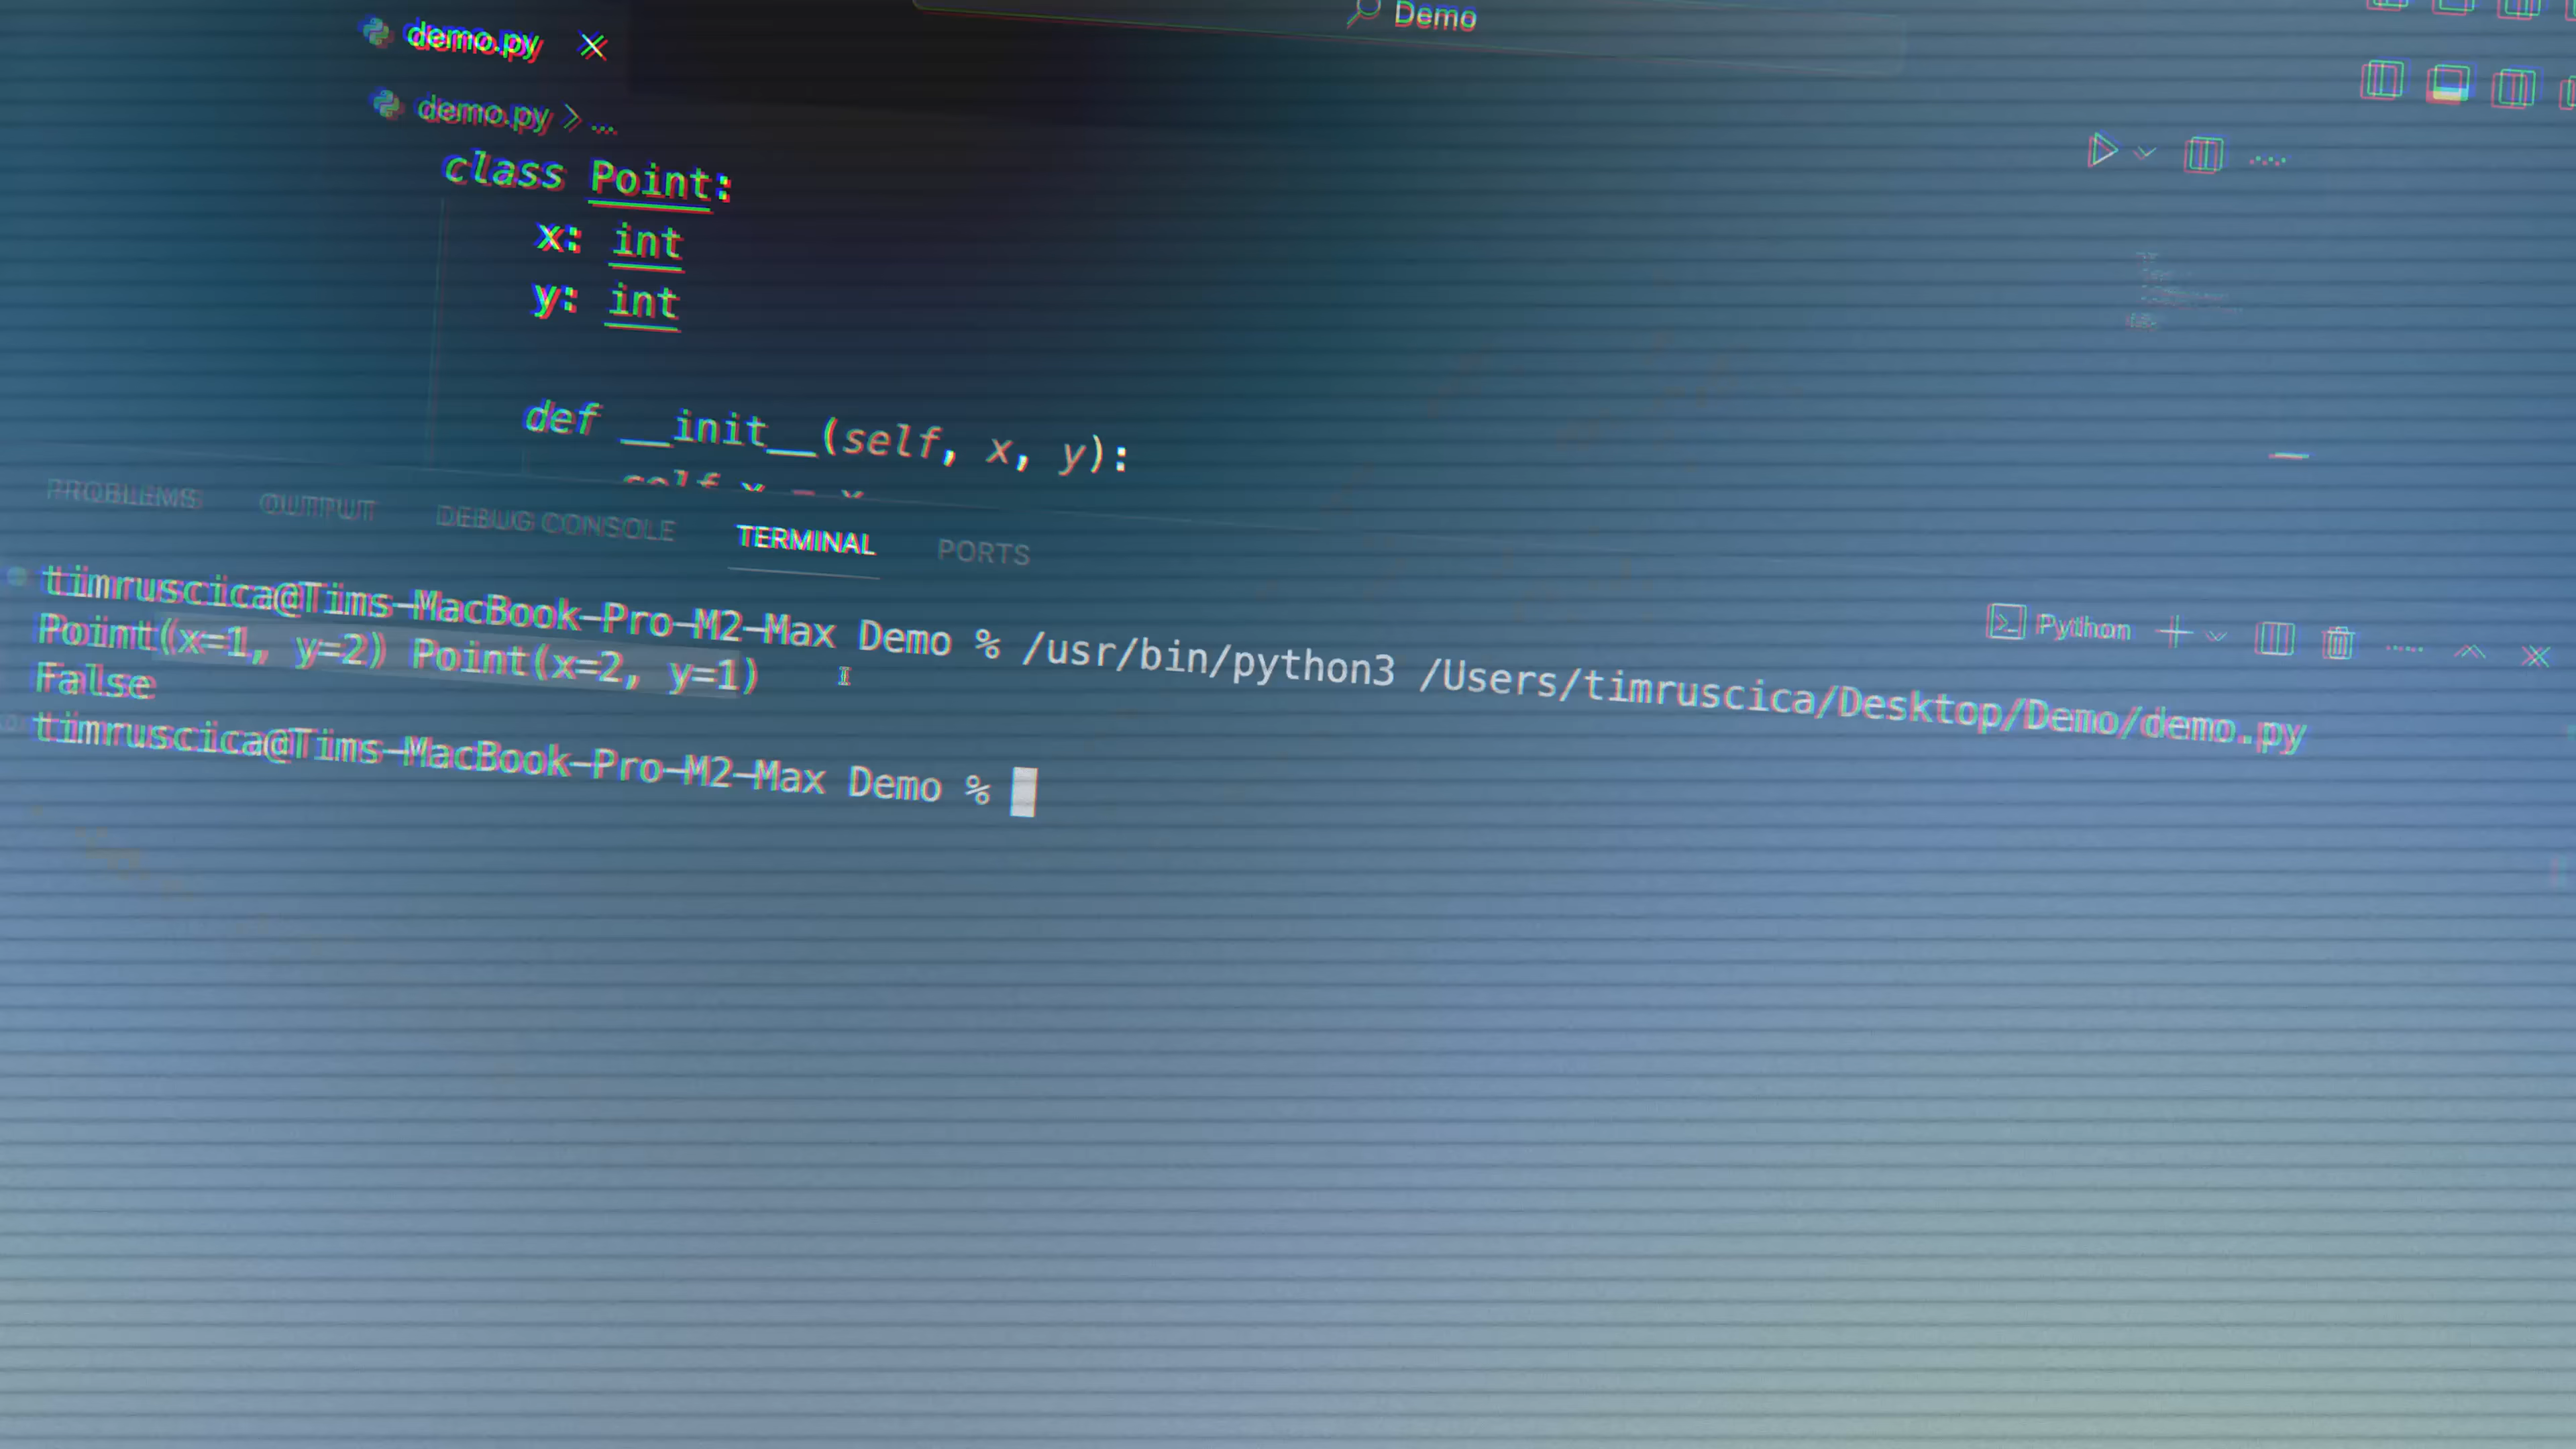 Demo
demo.py
demo.py > ...
class Point:
x: int
y: int
def __init__(self, x, y):
self.x = x
PROBLEMS OUTPUT DEBUG CONSOLE TERMINAL PORTS
Python
timruscica@Tims-MacBook-Pro-M2-Max Demo % /usr/bin/python3 /Users/timruscica/Desktop/Demo/demo.py
Point(x=1, y=2) Point(x=2, y=1)
False
timruscica@Tims-MacBook-Pro-M2-Max Demo %